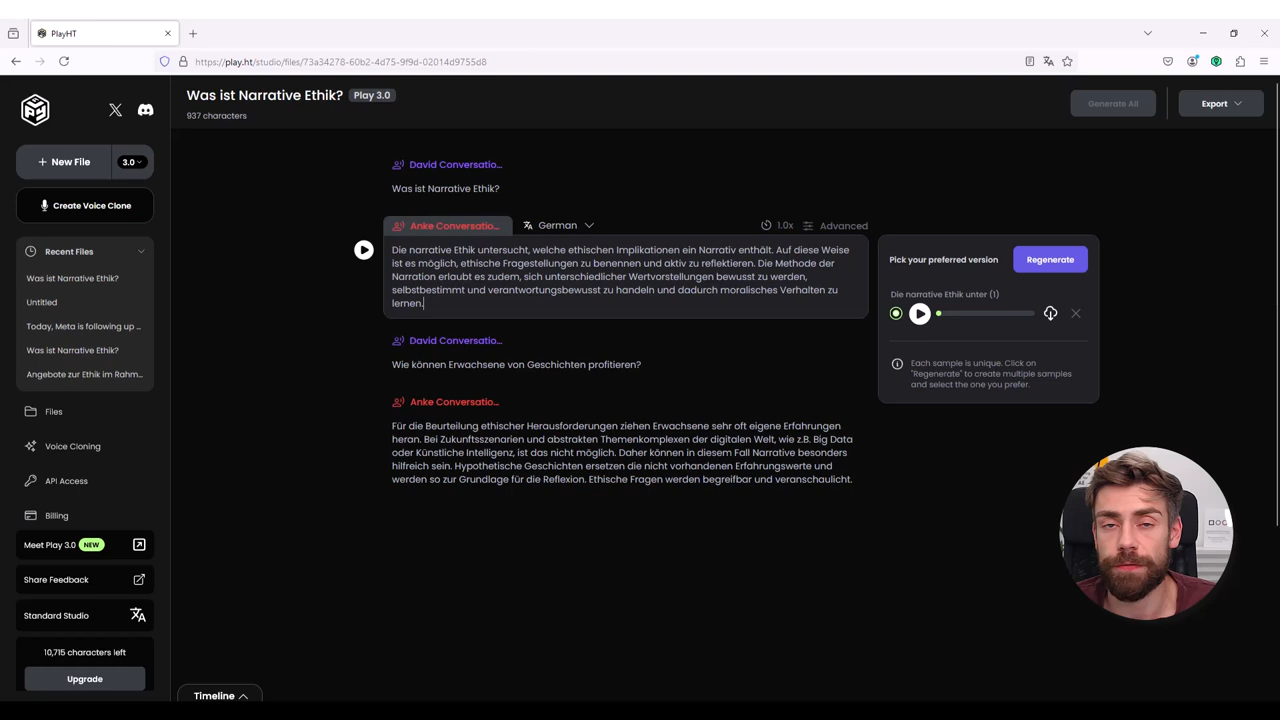 PlayHT
https://play.ht/studio/files/73a34278-60b2-4d75-9f9d-02014d9755d8
Was ist Narrative Ethik? Play 3.0
937 characters
Generate All
Export
New File
3.0
Create Voice Clone
Recent Files
Was ist Narrative Ethik?
Untitled
Today, Meta is following up ...
Was ist Narrative Ethik?
Angebote zur Ethik im Rahm...
Files
Voice Cloning
API Access
Billing
Meet Play 3.0 NEW
Share Feedback
Standard Studio
10,715 characters left
Upgrade
David Conversatio...
Was ist Narrative Ethik?
Anke Conversatio...
German
1.0x
Advanced
Die narrative Ethik untersucht, welche ethischen Implikationen ein Narrativ enthält. Auf diese Weise
ist es möglich, ethische Fragestellungen zu benennen und aktiv zu reflektieren. Die Methode der
Narration erlaubt es zudem, sich unterschiedlicher Wertvorstellungen bewusst zu werden,
selbstbestimmt und verantwortungsbewusst zu handeln und dadurch moralisches Verhalten zu
lernen.
David Conversatio...
Wie können Erwachsene von Geschichten profitieren?
Anke Conversatio...
Für die Beurteilung ethischer Herausforderungen ziehen Erwachsene sehr oft eigene Erfahrungen
heran. Bei Zukunftsszenarien und abstrakten Themenkomplexen der digitalen Welt, wie z.B. Big Data
oder Künstliche Intelligenz, ist das nicht möglich. Daher können in diesem Fall Narrative besonders
hilfreich sein. Hypothetische Geschichten ersetzen die nicht vorhandenen Erfahrungswerte und
werden so zur Grundlage für die Reflexion. Ethische Fragen werden begreifbar und veranschaulicht.
Pick your preferred version
Regenerate
Die narrative Ethik unter (1)
Each sample is unique. Click on
"Regenerate" to create multiple samples
and select the one you prefer.
Timeline